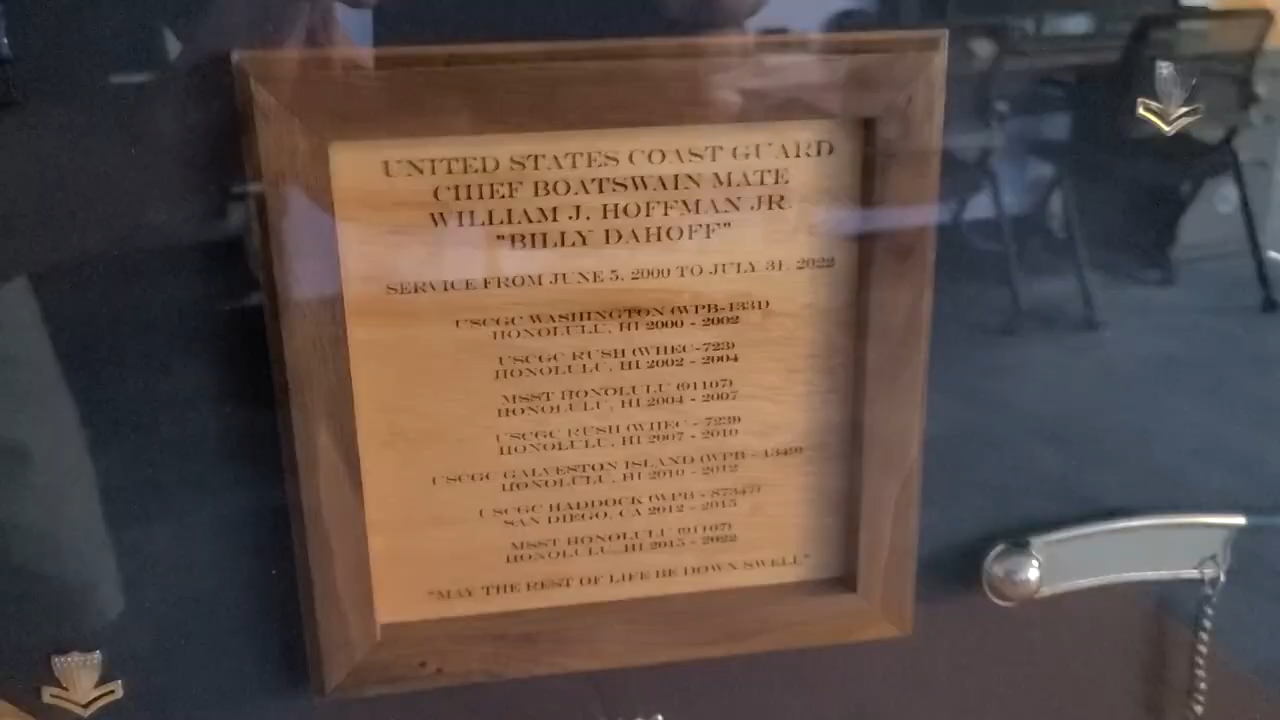 UNITED STATES COAST GUARD
CHIEF BOATSWAIN MATE
WILLIAM J. HOFFMAN JR.
"BILLY DAHOFF"
SERVICE FROM JUNE 5, 2000 TO JULY 31, 2022
USCGC WASHINGTON (WPB-1331)
HONOLULU, HI 2000 - 2002
USCGC RUSH (WHEC-723)
HONOLULU, HI 2002 - 2004
MSST HONOLULU (91107)
HONOLULU, HI 2004 - 2007
USCGC RUSH (WHEC - 723)
HONOLULU, HI 2007 - 2010
USCGC GALVESTON ISLAND (WPB - 1349)
HONOLULU, HI 2010 - 2012
USCGC HADDOCK (WPB - 87347)
SAN DIEGO, CA 2012 - 2015
MSST HONOLULU (91107)
HONOLULU, HI 2015 - 2022
"MAY THE REST OF LIFE BE DOWN SWELL"